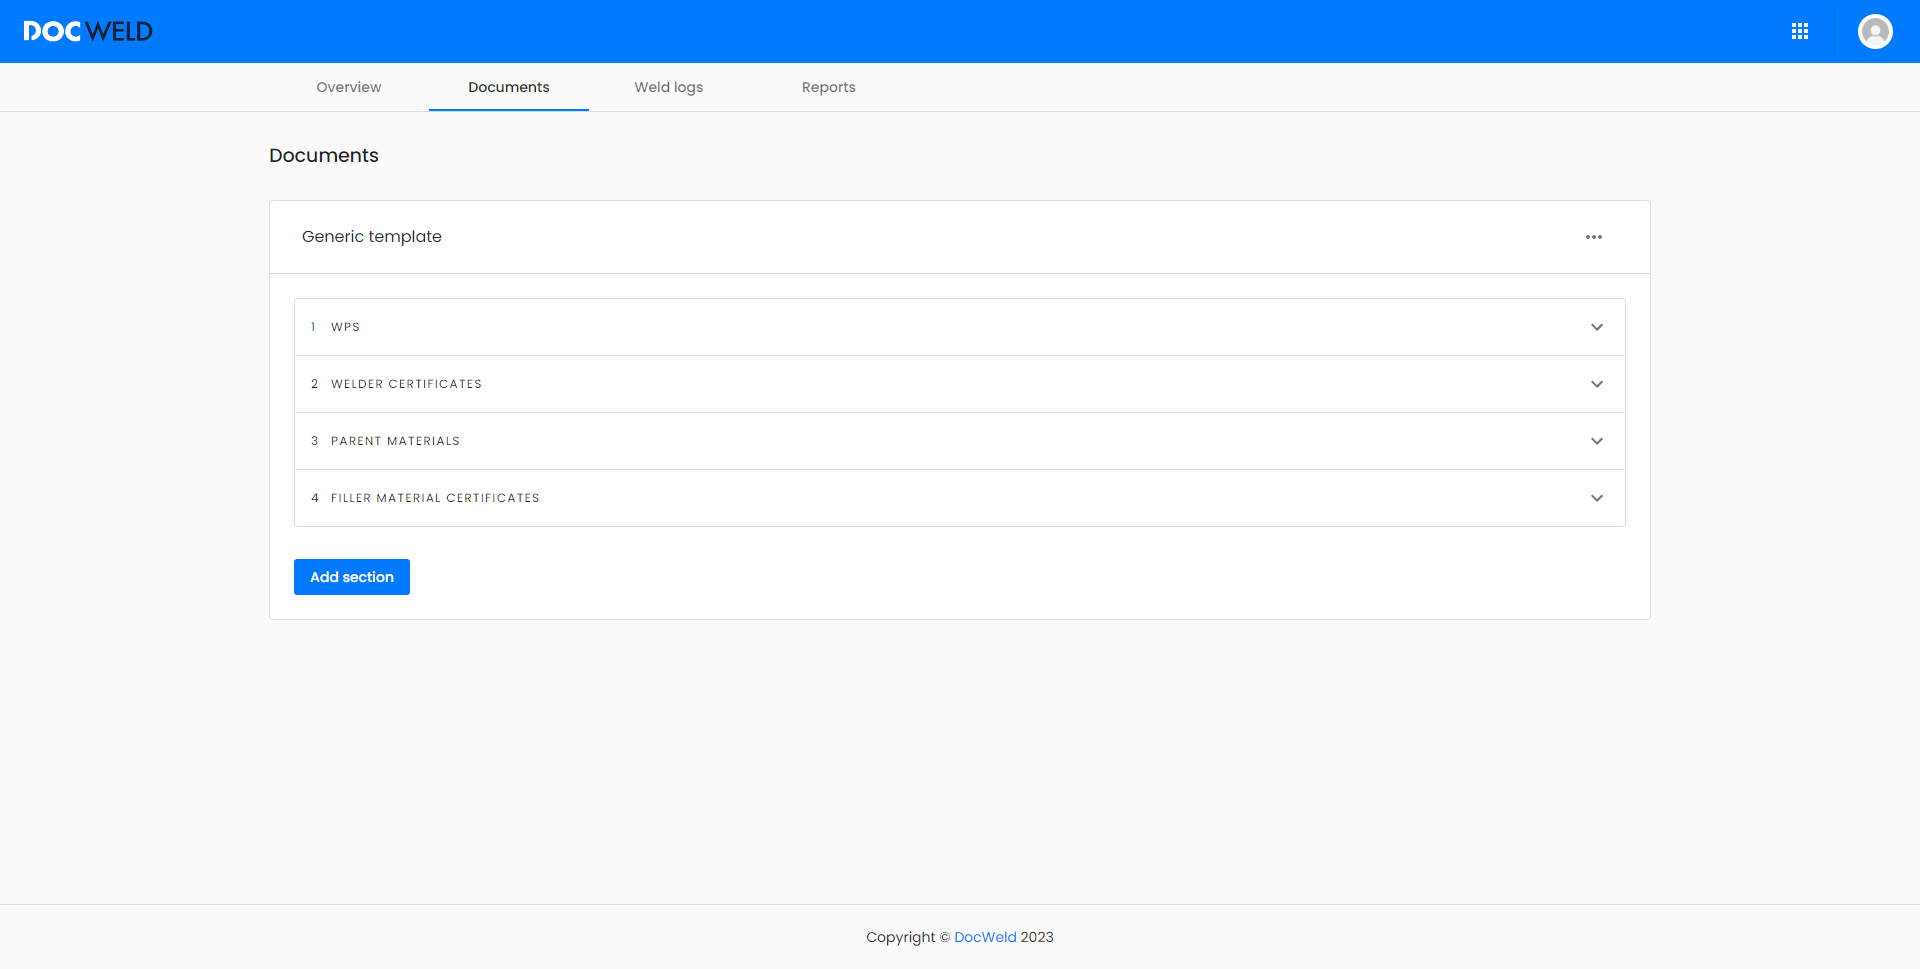 DOCWELD
Overview Documents Weld logs Reports
Documents
Generic template
1 WPS
2 WELDER CERTIFICATES
3 PARENT MATERIALS
4 FILLER MATERIAL CERTIFICATES
Add section
Copyright © DocWeld 2023